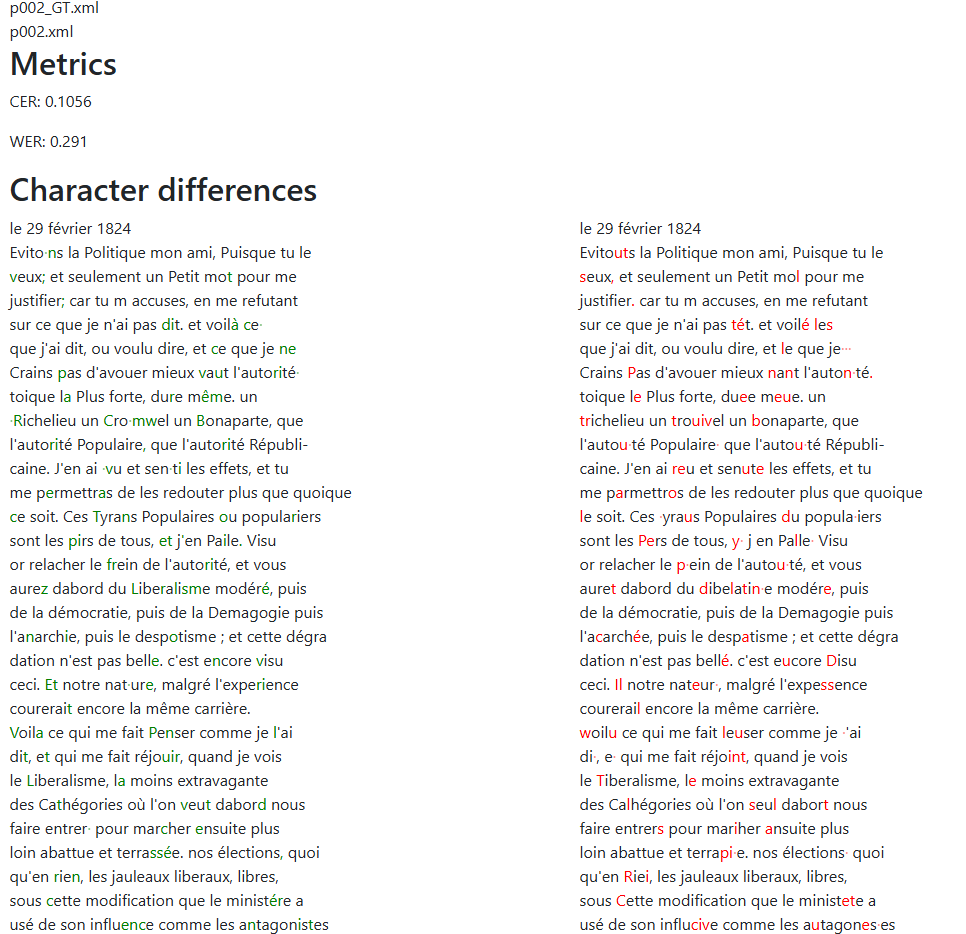 p002_GT.xml
p002.xml
Metrics
CER: 0.1056
WER: 0.291
Character differences
le 29 février 1824
Evito·ns la Politique mon ami, Puisque tu le
veux; et seulement un Petit mot pour me
justifier; car tu m accuses, en me refutant
sur ce que je n'ai pas dit. et voilà ce·
que j'ai dit, ou voulu dire, et ce que je ne
Crains pas d'avouer mieux vaut l'autorité·
toique la Plus forte, dure même. un
·Richelieu un Cro·mwel un Bonaparte, que
l'autorité Populaire, que l'autorité Républi-
caine. J'en ai ·vu et sen·ti les effets, et tu
me permettras de les redouter plus que quoique
ce soit. Ces Tyrans Populaires ou populariers
sont les pirs de tous, et j'en Paile. Visu
or relacher le frein de l'autorité, et vous
aurez dabord du Liberalisme modéré, puis
de la démocratie, puis de la Demagogie puis
l'anarchie, puis le despotisme ; et cette dégra
dation n'est pas belle. c'est encore visu
ceci. Et notre nat·ure, malgré l'experience
courerait encore la même carrière.
Voila ce qui me fait Penser comme je l'ai
dit, et qui me fait réjouir, quand je vois
le Liberalisme, la moins extravagante
des Cathégories où l'on veut dabord nous
faire entrer· pour marcher ensuite plus
loin abattue et terrassée. nos élections, quoi
qu'en rien, les jauleaux liberaux, libres,
sous cette modification que le ministére a
usé de son influence comme les antagonistes
le 29 février 1824
Evitouts la Politique mon ami, Puisque tu le
seux, et seulement un Petit mol pour me
justifier. car tu m accuses, en me refutant
sur ce que je n'ai pas tét. et voilé les
que j'ai dit, ou voulu dire, et le que je···
Crains Pas d'avouer mieux nant l'auton·té.
toique le Plus forte, duee meue. un
trichelieu un trouivel un bonaparte, que
l'autou·té Populaire· que l'autou·té Républi-
caine. J'en ai reu et senute les effets, et tu
me parmettros de les redouter plus que quoique
le soit. Ces ·yraus Populaires du popula·iers
sont les Pers de tous, y· j en Palle· Visu
or relacher le p·ein de l'autou·té, et vous
auret dabord du dibelatin·e modére, puis
de la démocratie, puis de la Demagogie puis
l'acarchée, puis le despatisme ; et cette dégra
dation n'est pas bellé. c'est eucore Disu
ceci. Il notre nateur·, malgré l'expessence
courerail encore la même carrière.
woilu ce qui me fait leuser comme je ·'ai
di·, e· qui me fait réjoint, quand je vois
le Tiberalisme, le moins extravagante
des Calhégories où l'on seul dabort nous
faire entrers pour mariher ansuite plus
loin abattue et terrapi·e. nos élections· quoi
qu'en Riei, les jauleaux liberaux, libres,
sous Cette modification que le ministete a
usé de son influcive comme les autagones·es